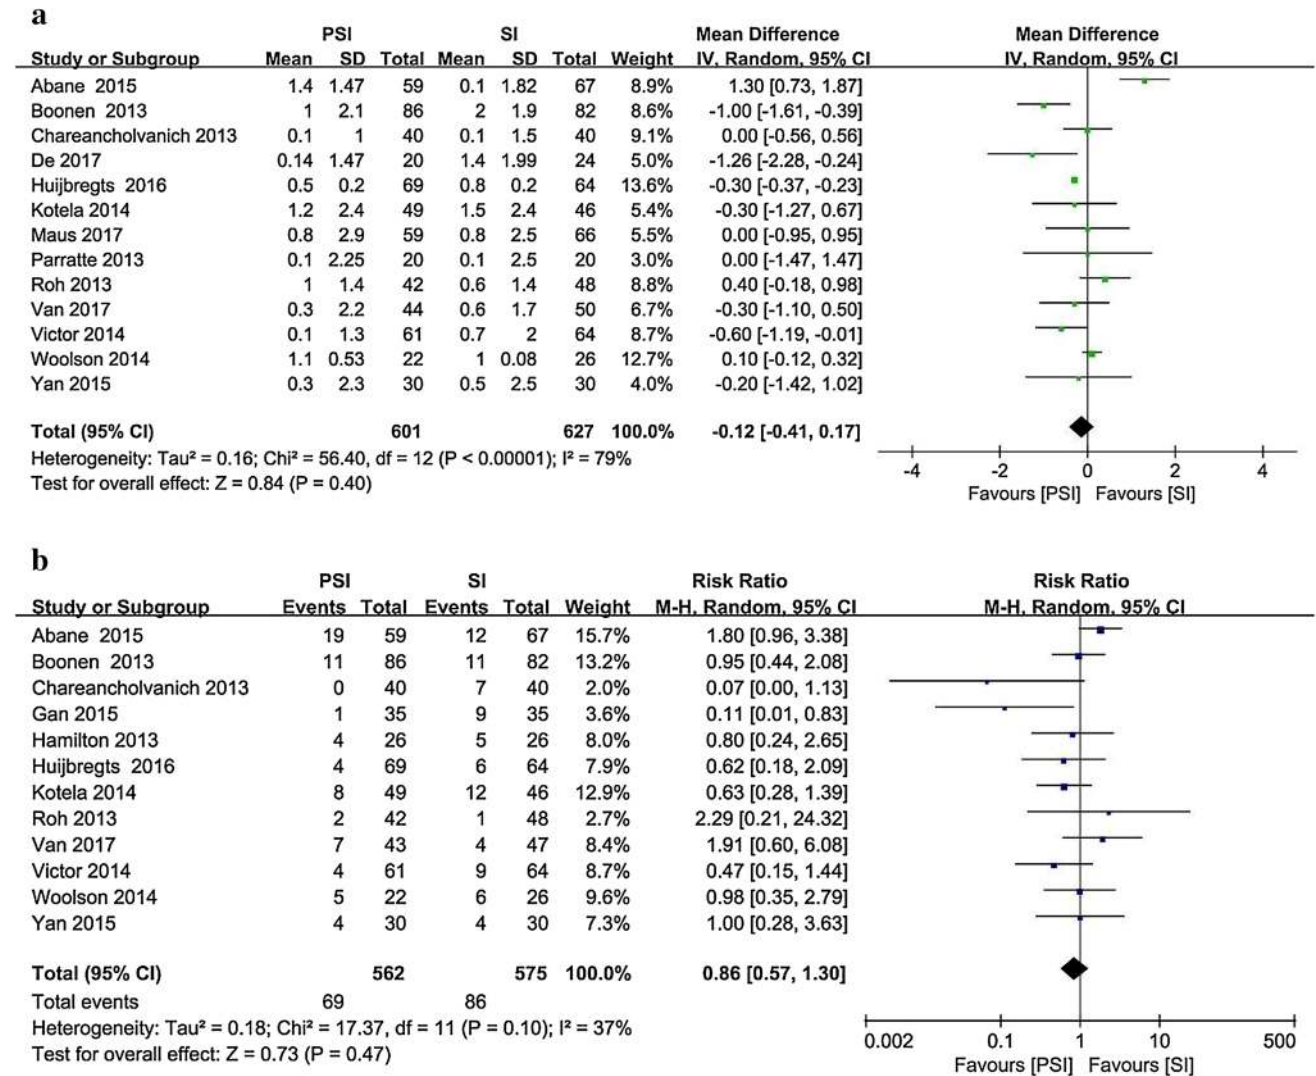 a
PSI SI Mean Difference Mean Difference
Study or Subgroup Mean SD Total Mean SD Total Weight IV, Random, 95% CI IV, Random, 95% CI
Abane 2015 1.4 1.47 59 0.1 1.82 67 8.9% 1.30 [0.73, 1.87]
Boonen 2013 1 2.1 86 2 1.9 82 8.6% -1.00 [-1.61, -0.39]
Chareancholvanich 2013 0.1 1 40 0.1 1.5 40 9.1% 0.00 [-0.56, 0.56]
De 2017 0.14 1.47 20 1.4 1.99 24 5.0% -1.26 [-2.28, -0.24]
Huijbregts 2016 0.5 0.2 69 0.8 0.2 64 13.6% -0.30 [-0.37, -0.23]
Kotela 2014 1.2 2.4 49 1.5 2.4 46 5.4% -0.30 [-1.27, 0.67]
Maus 2017 0.8 2.9 59 0.8 2.5 66 5.5% 0.00 [-0.95, 0.95]
Parratte 2013 0.1 2.25 20 0.1 2.5 20 3.0% 0.00 [-1.47, 1.47]
Roh 2013 1 1.4 42 0.6 1.4 48 8.8% 0.40 [-0.18, 0.98]
Van 2017 0.3 2.2 44 0.6 1.7 50 6.7% -0.30 [-1.10, 0.50]
Victor 2014 0.1 1.3 61 0.7 2 64 8.7% -0.60 [-1.19, -0.01]
Woolson 2014 1.1 0.53 22 1 0.08 26 12.7% 0.10 [-0.12, 0.32]
Yan 2015 0.3 2.3 30 0.5 2.5 30 4.0% -0.20 [-1.42, 1.02]
Total (95% CI) 601 627 100.0% -0.12 [-0.41, 0.17]
Heterogeneity: Tau² = 0.16; Chi² = 56.40, df = 12 (P < 0.00001); I² = 79%
Test for overall effect: Z = 0.84 (P = 0.40)
-4 -2 0 2 4
Favours [PSI] Favours [SI]
b
PSI SI Risk Ratio Risk Ratio
Study or Subgroup Events Total Events Total Weight M-H, Random, 95% CI M-H, Random, 95% CI
Abane 2015 19 59 12 67 15.7% 1.80 [0.96, 3.38]
Boonen 2013 11 86 11 82 13.2% 0.95 [0.44, 2.08]
Chareancholvanich 2013 0 40 7 40 2.0% 0.07 [0.00, 1.13]
Gan 2015 1 35 9 35 3.6% 0.11 [0.01, 0.83]
Hamilton 2013 4 26 5 26 8.0% 0.80 [0.24, 2.65]
Huijbregts 2016 4 69 6 64 7.9% 0.62 [0.18, 2.09]
Kotela 2014 8 49 12 46 12.9% 0.63 [0.28, 1.39]
Roh 2013 2 42 1 48 2.7% 2.29 [0.21, 24.32]
Van 2017 7 43 4 47 8.4% 1.91 [0.60, 6.08]
Victor 2014 4 61 9 64 8.7% 0.47 [0.15, 1.44]
Woolson 2014 5 22 6 26 9.6% 0.98 [0.35, 2.79]
Yan 2015 4 30 4 30 7.3% 1.00 [0.28, 3.63]
Total (95% CI) 562 575 100.0% 0.86 [0.57, 1.30]
Total events 69 86
Heterogeneity: Tau² = 0.18; Chi² = 17.37, df = 11 (P = 0.10); I² = 37%
Test for overall effect: Z = 0.73 (P = 0.47)
0.002 0.1 1 10 500
Favours [PSI] Favours [SI]